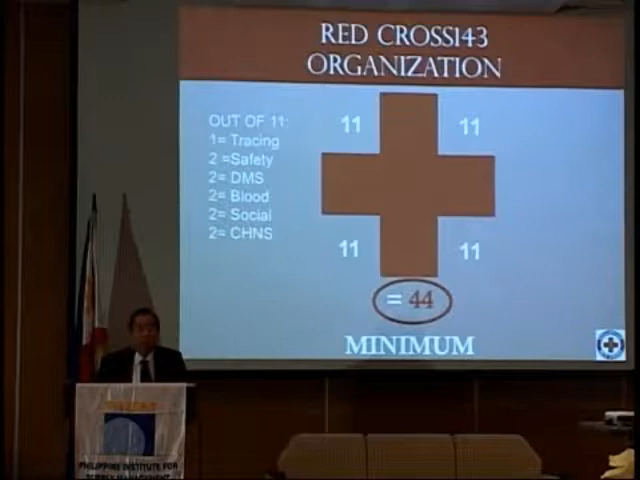 RED CROSS143
ORGANIZATION
OUT OF 11:
1= Tracing
2 =Safety
2= DMS
2= Blood
2= Social
2= CHNS
11 11
11 11
= 44
MINIMUM
PHILIPPINE INSTITUTE FOR